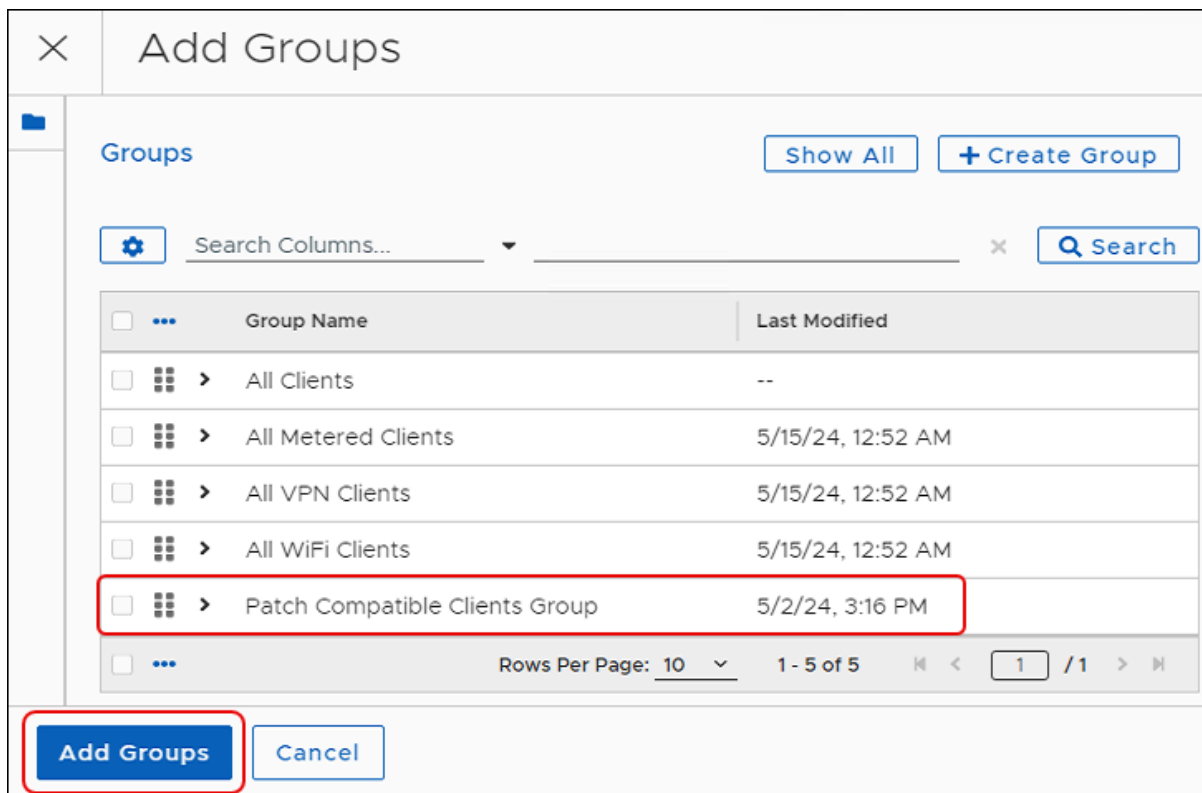 Add Groups
Groups
Show All
+ Create Group
Search Columns...
Search
Group Name Last Modified
All Clients --
All Metered Clients 5/15/24, 12:52 AM
All VPN Clients 5/15/24, 12:52 AM
All WiFi Clients 5/15/24, 12:52 AM
Patch Compatible Clients Group 5/2/24, 3:16 PM
Rows Per Page: 10 1 - 5 of 5 1 / 1
Add Groups Cancel